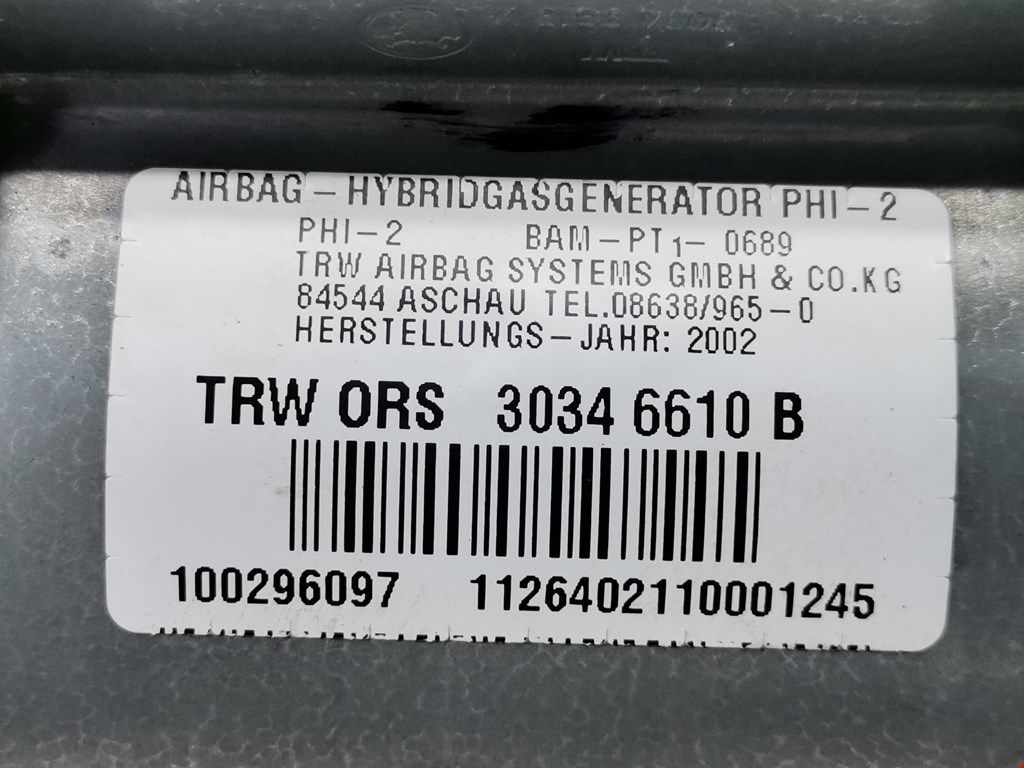 AIRBAG-HYBRIDGASGENERATOR PHI-2
PHI-2 BAM-PT1-0689
TRW AIRBAG SYSTEMS GMBH & CO.KG
84544 ASCHAU TEL.08638/965-0
HERSTELLUNGS-JAHR: 2002
TRW ORS 3034 6610 B
100296097 1126402110001245